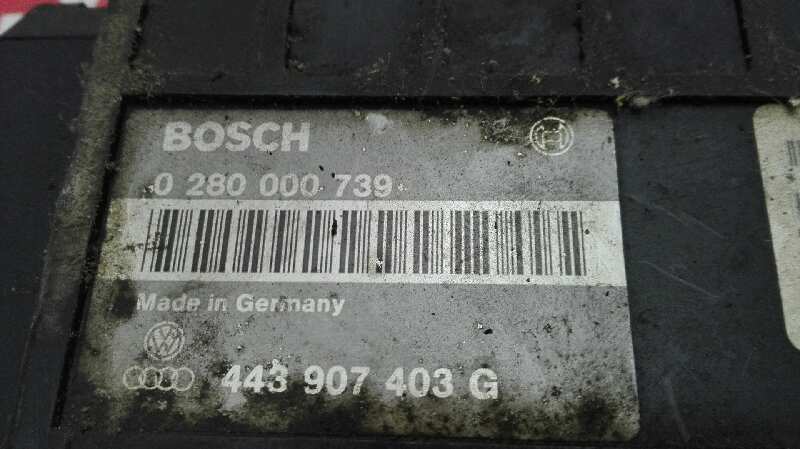 BOSCH
0 280 000 739
Made in Germany
443 907 403 G